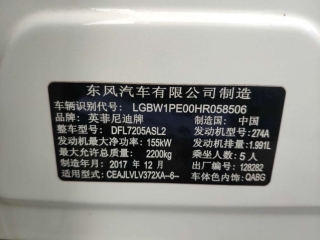 东风汽车有限公司制造
车辆识别代号: LGBW1PE00HR058506
品牌: 英菲尼迪牌 制造国: 中国
整车型号: DFL7205ASL2 发动机型号: 274A
发动机最大净功率: 155kW 发动机排量: 1.991L
最大允许总质量: 2200kg 乘坐人数: 5人
制造年月: 2017 年 12 月 出厂编号: 128282
适用型式: CEAJLVLV372XA-6- 车体色内饰: QABG